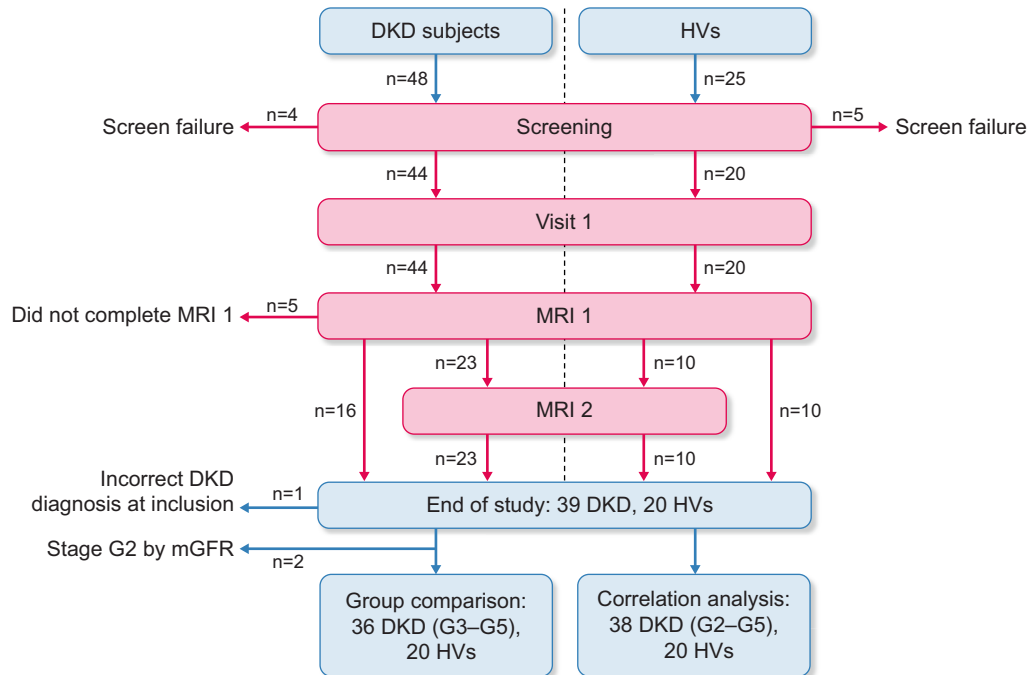 DKD subjects
HVs
n=48
n=25
Screen failure
n=4
Screening
n=5
Screen failure
n=44
n=20
Visit 1
n=44
n=20
Did not complete MRI 1
n=5
MRI 1
n=23
n=10
n=16
MRI 2
n=10
n=23
n=10
Incorrect DKD
diagnosis at inclusion
n=1
End of study: 39 DKD, 20 HVs
Stage G2 by mGFR
n=2
Group comparison:
36 DKD (G3–G5),
20 HVs
Correlation analysis:
38 DKD (G2–G5),
20 HVs